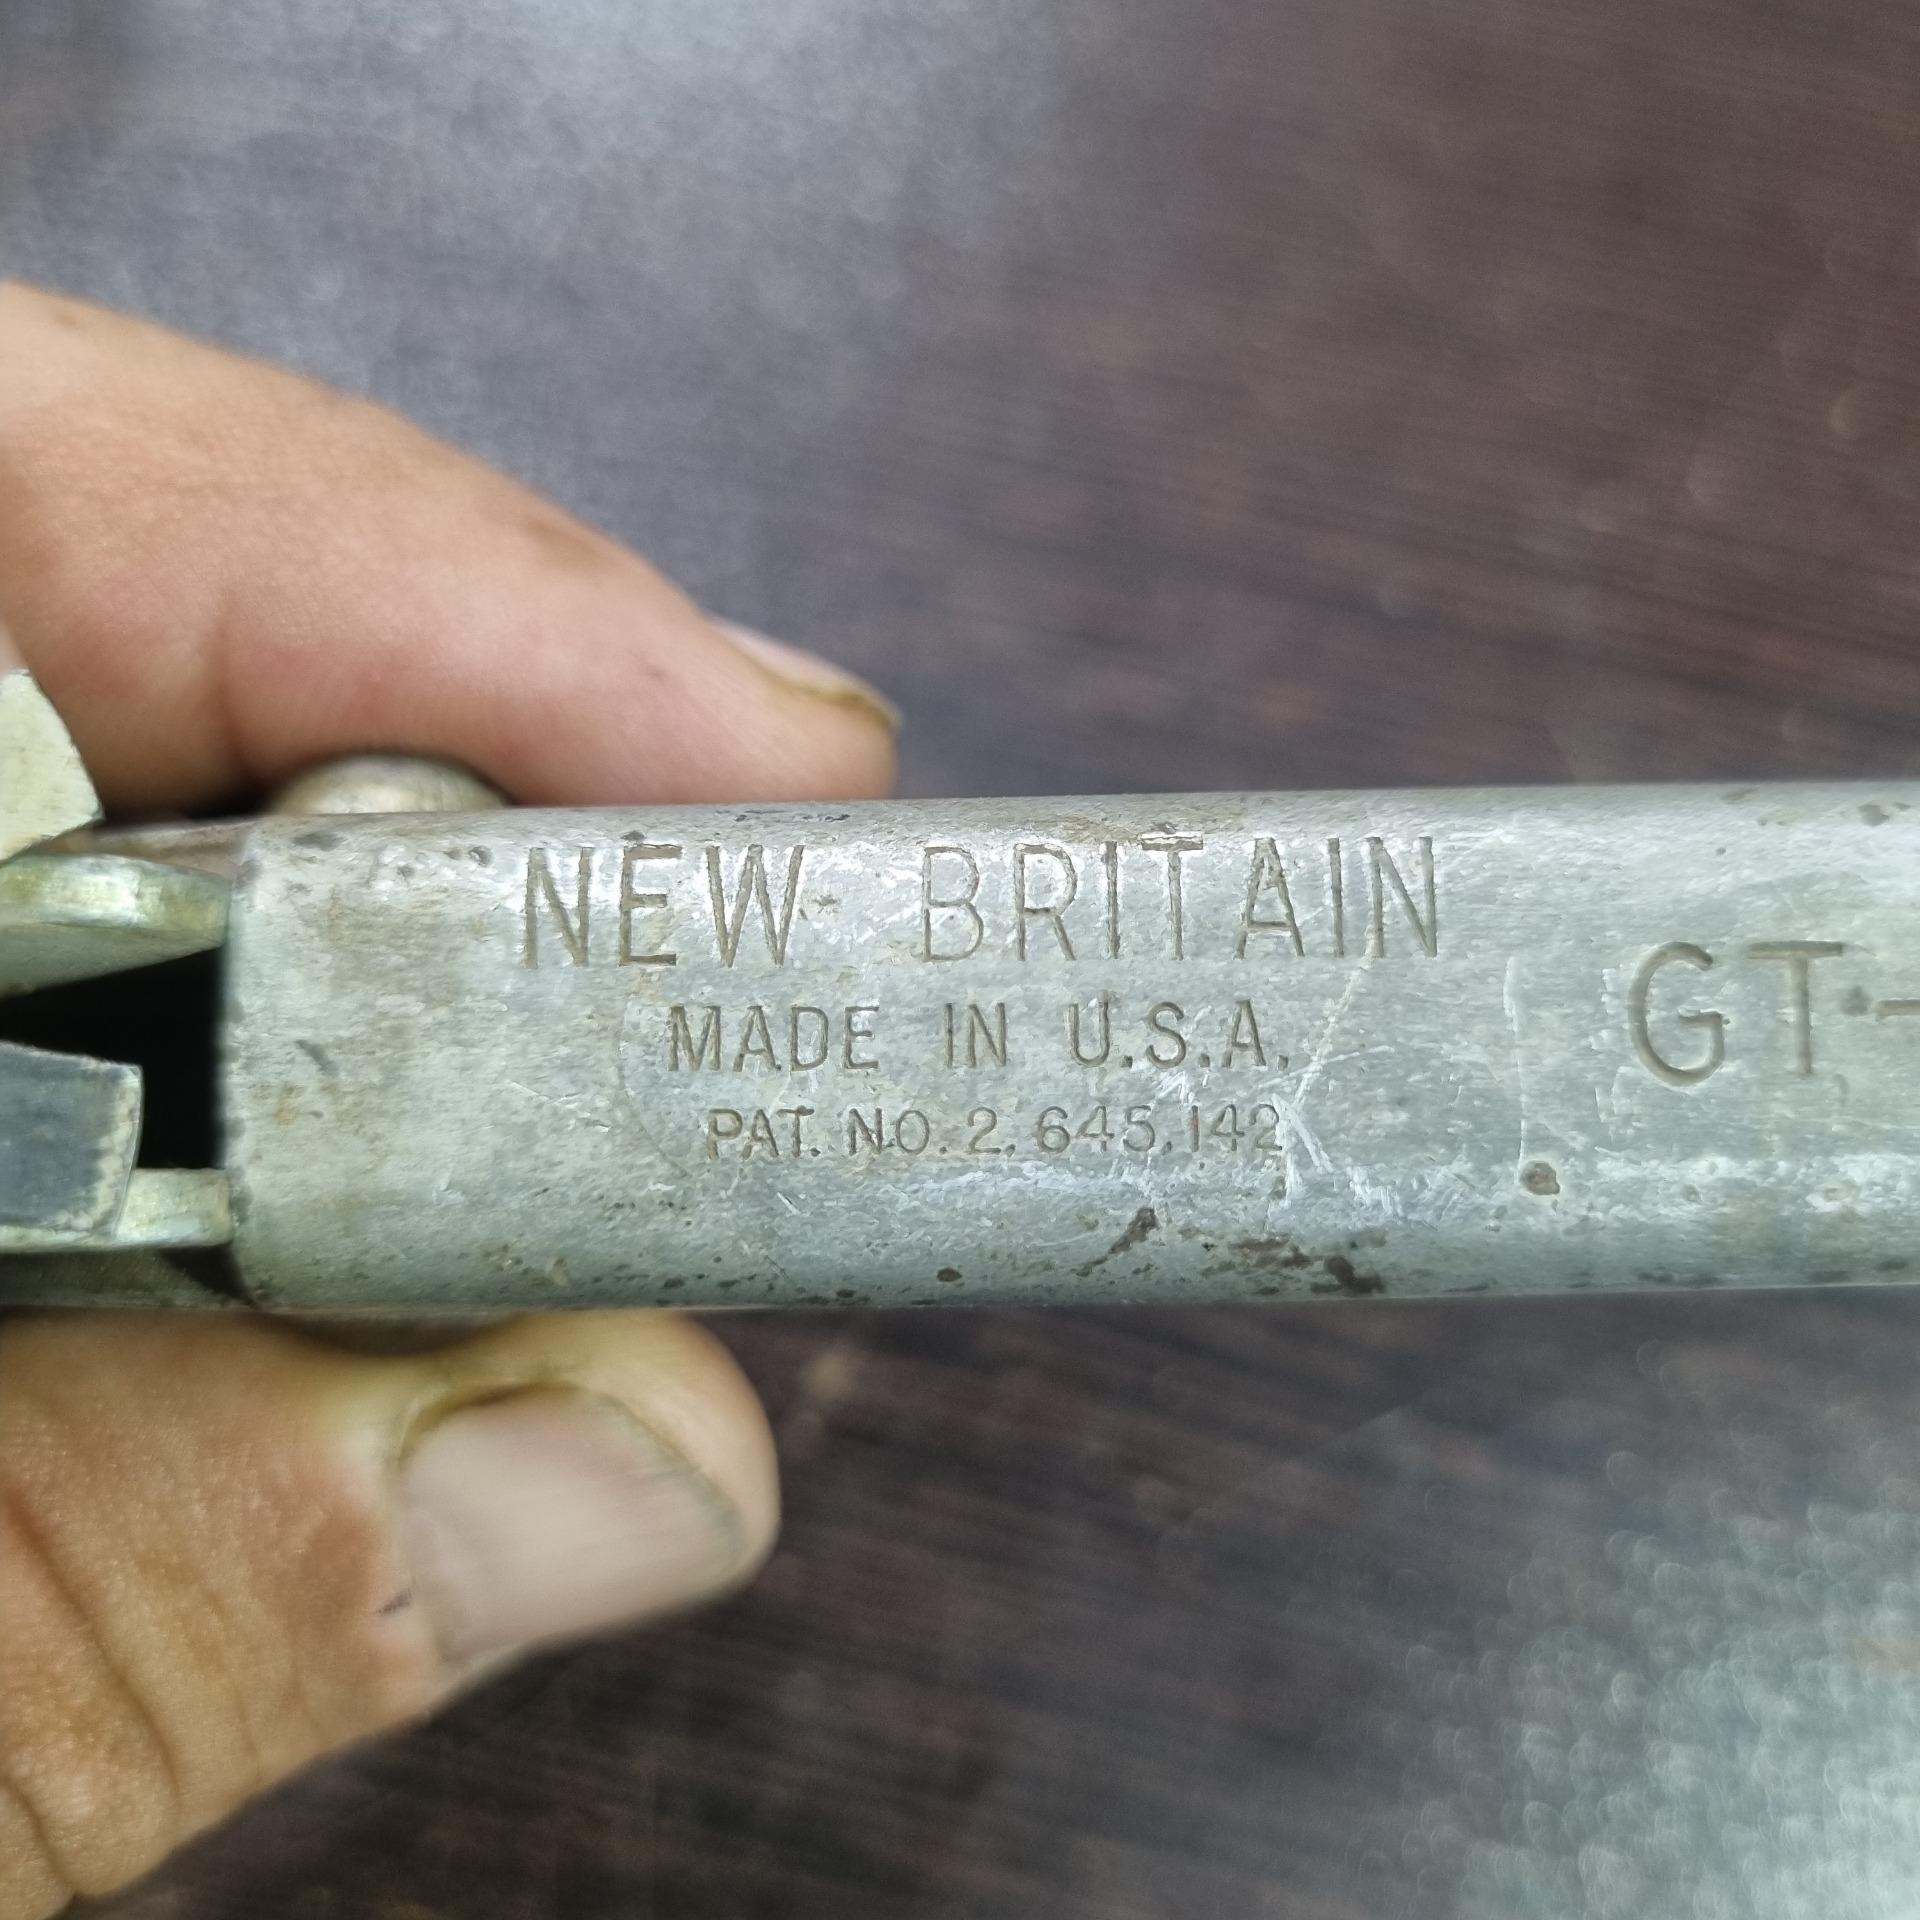 NEW BRITAIN
MADE IN U.S.A.
PAT. NO. 2,645,142
GT-